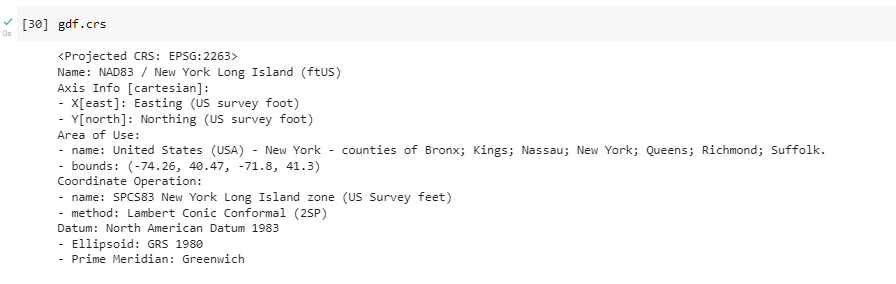 [30] gdf.crs
0s
<Projected CRS: EPSG:2263>
Name: NAD83 / New York Long Island (ftUS)
Axis Info [cartesian]:
- X[east]: Easting (US survey foot)
- Y[north]: Northing (US survey foot)
Area of Use:
- name: United States (USA) - New York - counties of Bronx; Kings; Nassau; New York; Queens; Richmond; Suffolk.
- bounds: (-74.26, 40.47, -71.8, 41.3)
Coordinate Operation:
- name: SPCS83 New York Long Island zone (US Survey feet)
- method: Lambert Conic Conformal (2SP)
Datum: North American Datum 1983
- Ellipsoid: GRS 1980
- Prime Meridian: Greenwich